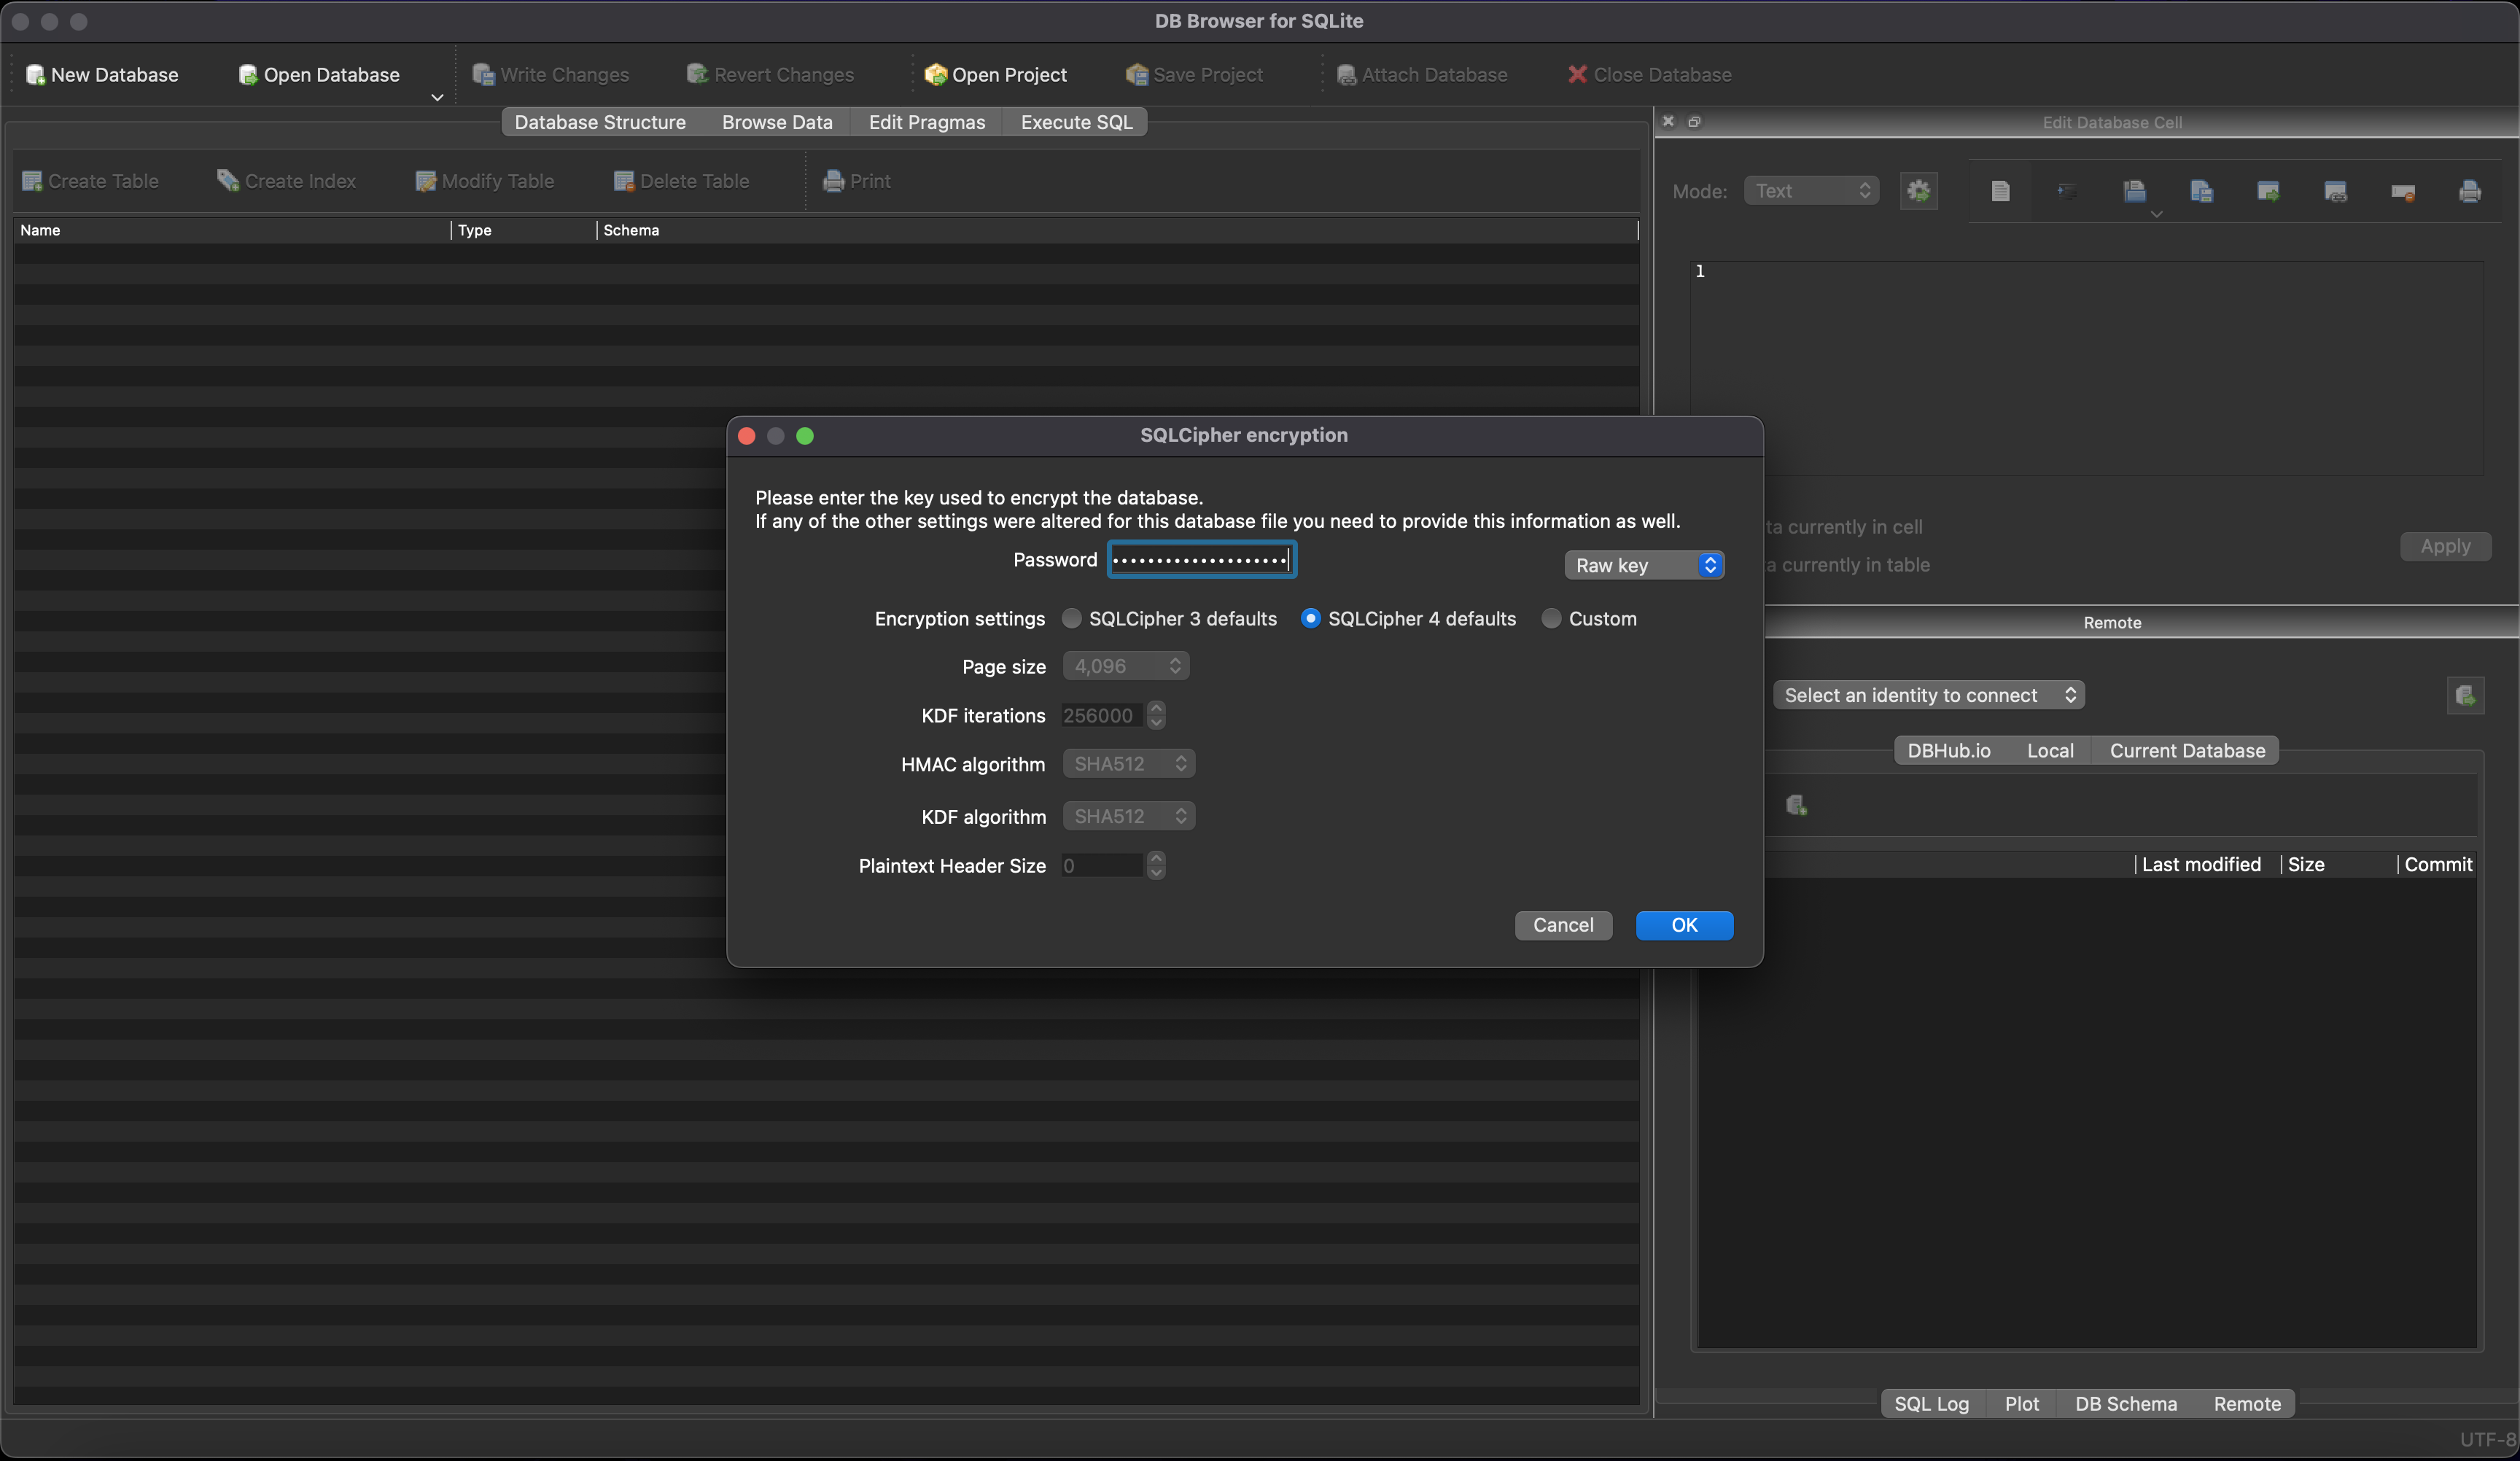 DB Browser for SQLite
New Database Open Database Write Changes Revert Changes Open Project Save Project Attach Database Close Database
Database Structure Browse Data Edit Pragmas Execute SQL
Create Table Create Index Modify Table Delete Table Print
Name Type Schema
Edit Database Cell
Mode: Text
1
SQLCipher encryption
Please enter the key used to encrypt the database.
If any of the other settings were altered for this database file you need to provide this information as well.
Password Raw key
Encryption settings SQLCipher 3 defaults SQLCipher 4 defaults Custom
Page size 4,096
KDF iterations 256000
HMAC algorithm SHA512
KDF algorithm SHA512
Plaintext Header Size 0
Cancel OK
currently in cell
currently in table
Apply
Remote
Select an identity to connect
DBHub.io Local Current Database
Last modified Size Commit
SQL Log Plot DB Schema Remote
UTF-8